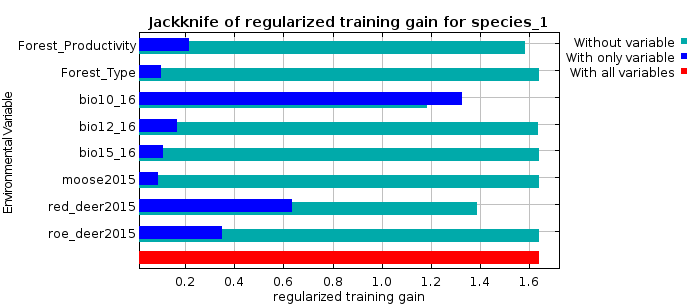 Jackknife of regularized training gain for species_1
Environmental Variable
Forest_Productivity
Forest_Type
bio10_16
bio12_16
bio15_16
moose2015
red_deer2015
roe_deer2015
Without variable
With only variable
With all variables
0.2 0.4 0.6 0.8 1.0 1.2 1.4 1.6
regularized training gain